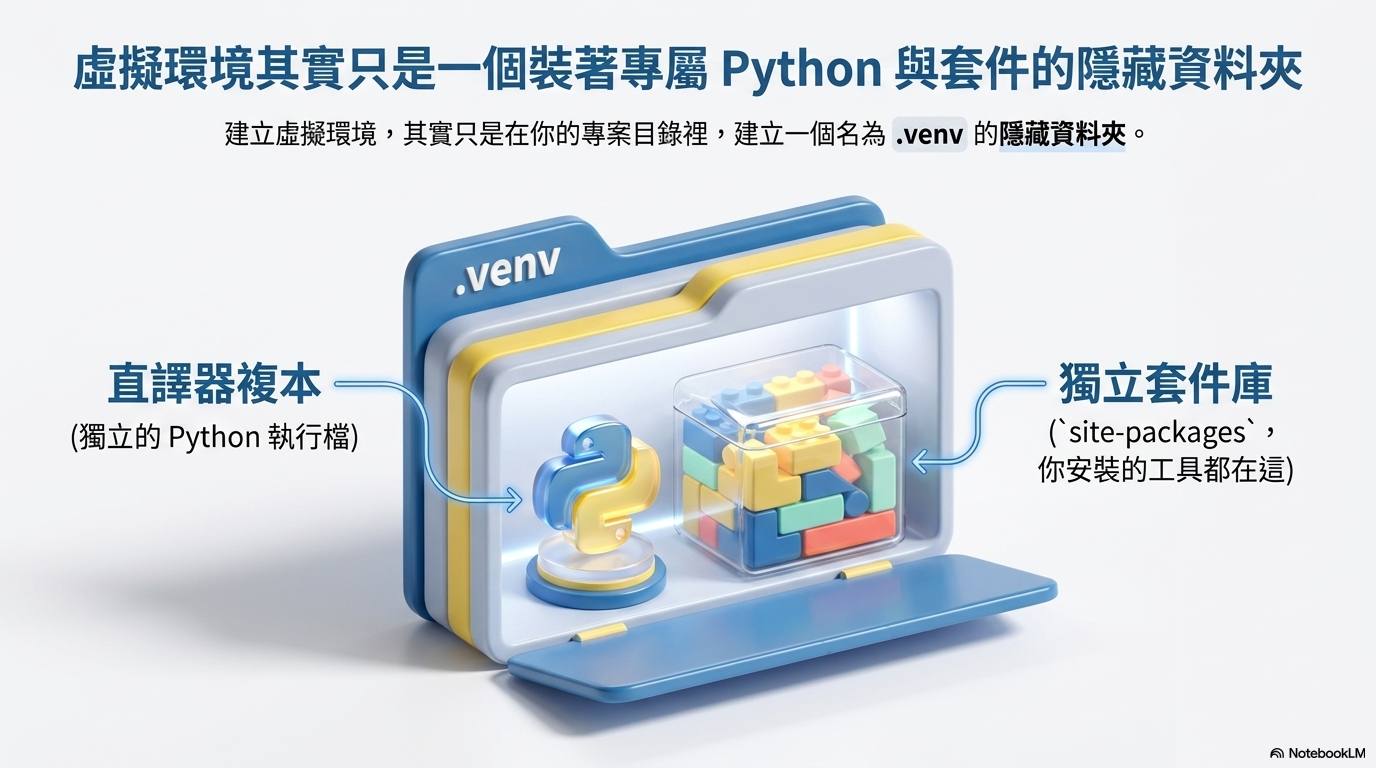 虛擬環境其實只是一個裝著專屬 Python 與套件的隱藏資料夾
建立虛擬環境，其實只是在你的專案目錄裡，建立一個名為 .venv 的隱藏資料夾。
.venv
直譯器複本
(獨立的 Python 執行檔)
獨立套件庫
(`site-packages`，
你安裝的工具都在這)
NotebookLM